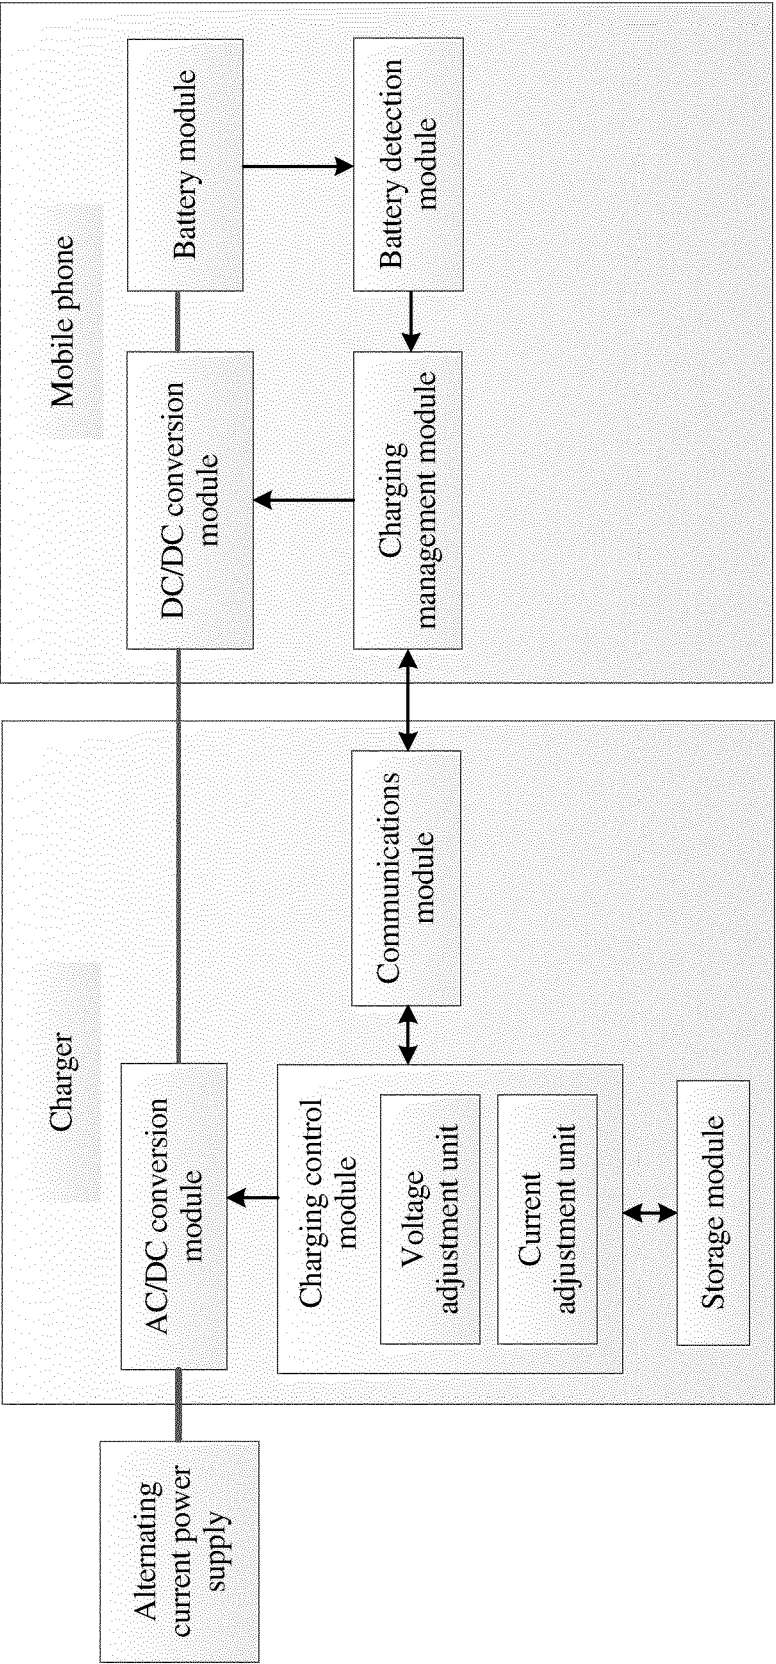 Charger
Mobile phone
Alternating
current power
supply
AC/DC conversion
module
DC/DC conversion
module
Battery module
Charging control
module
Voltage
adjustment unit
Current
adjustment unit
Communications
module
Charging
management module
Battery detection
module
Storage module